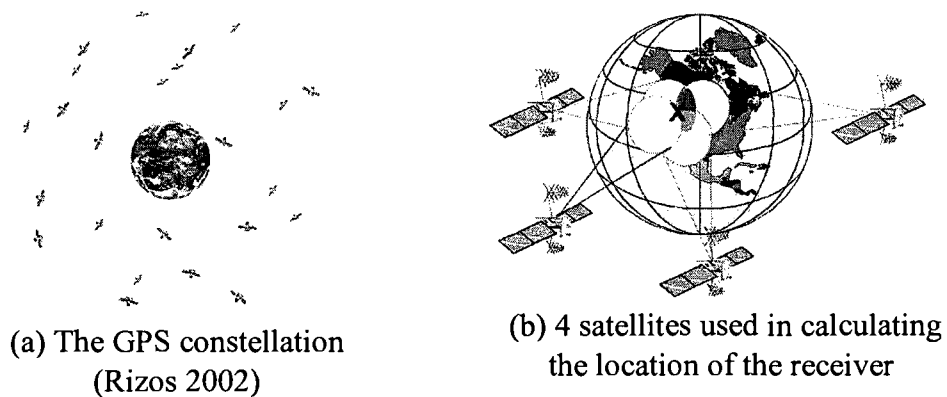 (a) The GPS constellation
(Rizos 2002)
(b) 4 satellites used in calculating
the location of the receiver
X